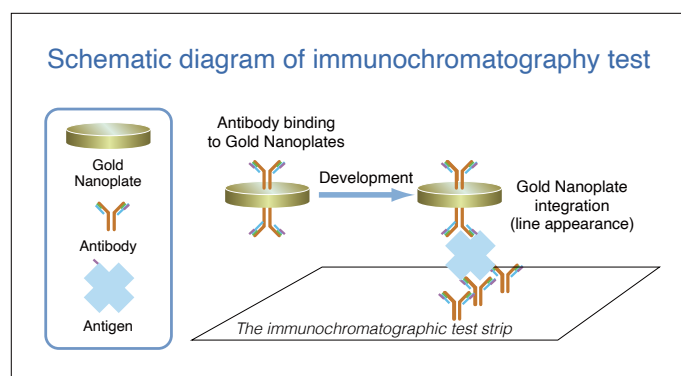 Schematic diagram of immunochromatography test
Gold
Nanoplate
Antibody
Antigen
Antibody binding
to Gold Nanoplates
Development
Gold Nanoplate
integration
(line appearance)
The immunochromatographic test strip